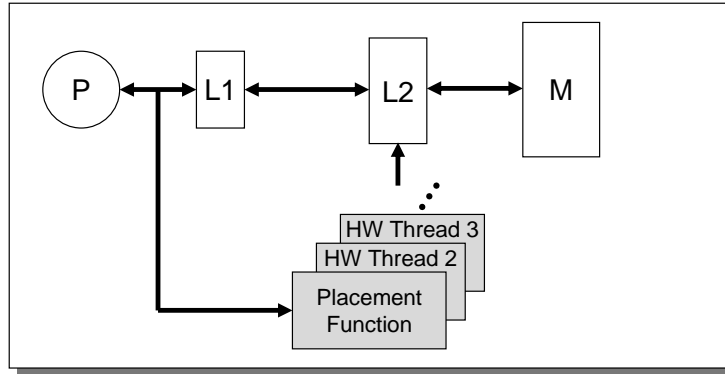 P
L1
L2
M
HW Thread 3
HW Thread 2
Placement
Function